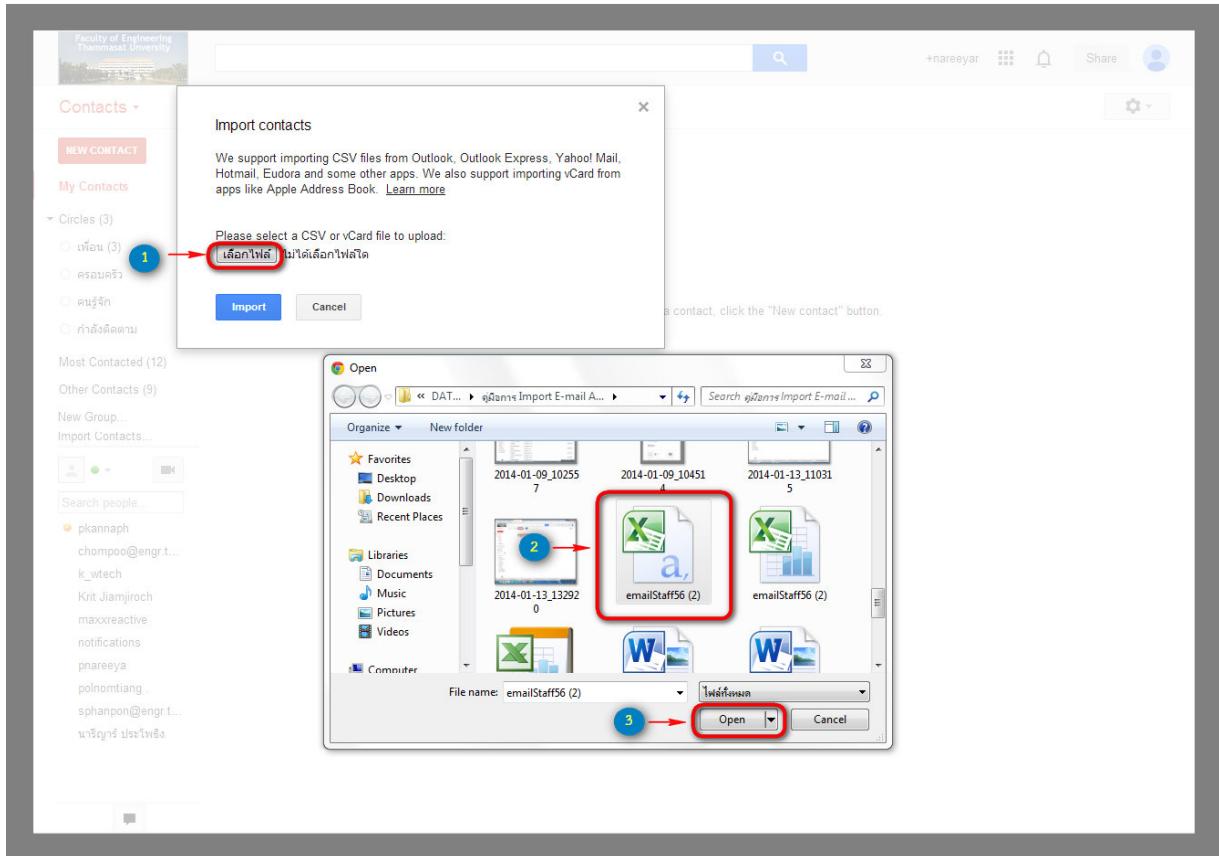 Faculty of Engineering
Thammasat University
+nareeyar
Share
Contacts
NEW CONTACT
My Contacts
Circles (3)
เพื่อน (3)
ครอบครัว
คนรู้จัก
กำลังติดตาม
Most Contacted (12)
Other Contacts (9)
New Group...
Import Contacts...
Search people...
pkannaph
chompoo@engr.t...
k_wtech
Krit Jiamjiroch
maxxreactive
notifications
pnareeya
polnomtiang .
sphanpon@engr.t...
นารีญาร์ ประไพธิง
Import contacts
We support importing CSV files from Outlook, Outlook Express, Yahoo! Mail,
Hotmail, Eudora and some other apps. We also support importing vCard from
apps like Apple Address Book. Learn more
Please select a CSV or vCard file to upload:
1
เลือกไฟล์ ไม่ได้เลือกไฟล์ใด
Import Cancel
a contact, click the "New contact" button.
Open
« DAT... คู่มือการ Import E-mail A...
Search คู่มือการ Import E-mail ...
Organize New folder
Favorites
Desktop
Downloads
Recent Places
Libraries
Documents
Music
Pictures
Videos
Computer
2014-01-09_10255
7
2014-01-09_10451
4
2014-01-13_11031
5
2
2014-01-13_13292
0
a,
emailStaff56 (2)
emailStaff56 (2)
File name: emailStaff56 (2) ไฟล์ทั้งหมด
3
Open Cancel